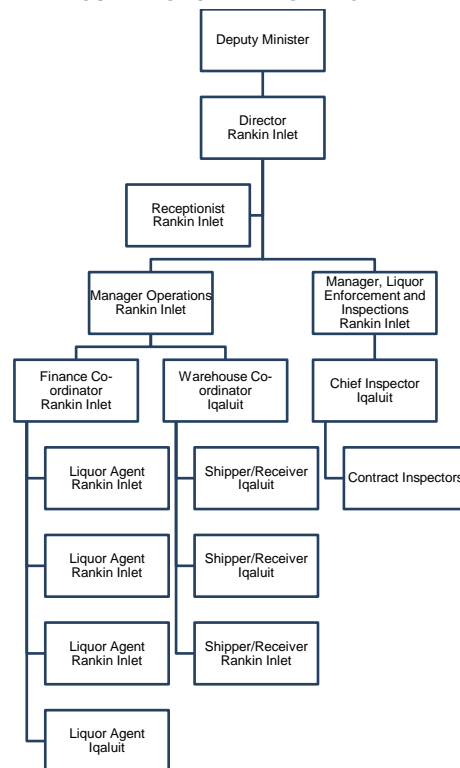 Deputy Minister
Director
Rankin Inlet
Receptionist
Rankin Inlet
Manager Operations
Rankin Inlet
Manager, Liquor
Enforcement and
Inspections
Rankin Inlet
Finance Co-
ordinator
Rankin Inlet
Warehouse Co-
ordinator
Iqaluit
Chief Inspector
Iqaluit
Liquor Agent
Rankin Inlet
Shipper/Receiver
Iqaluit
Contract Inspectors
Liquor Agent
Rankin Inlet
Shipper/Receiver
Iqaluit
Liquor Agent
Rankin Inlet
Shipper/Receiver
Rankin Inlet
Liquor Agent
Iqaluit